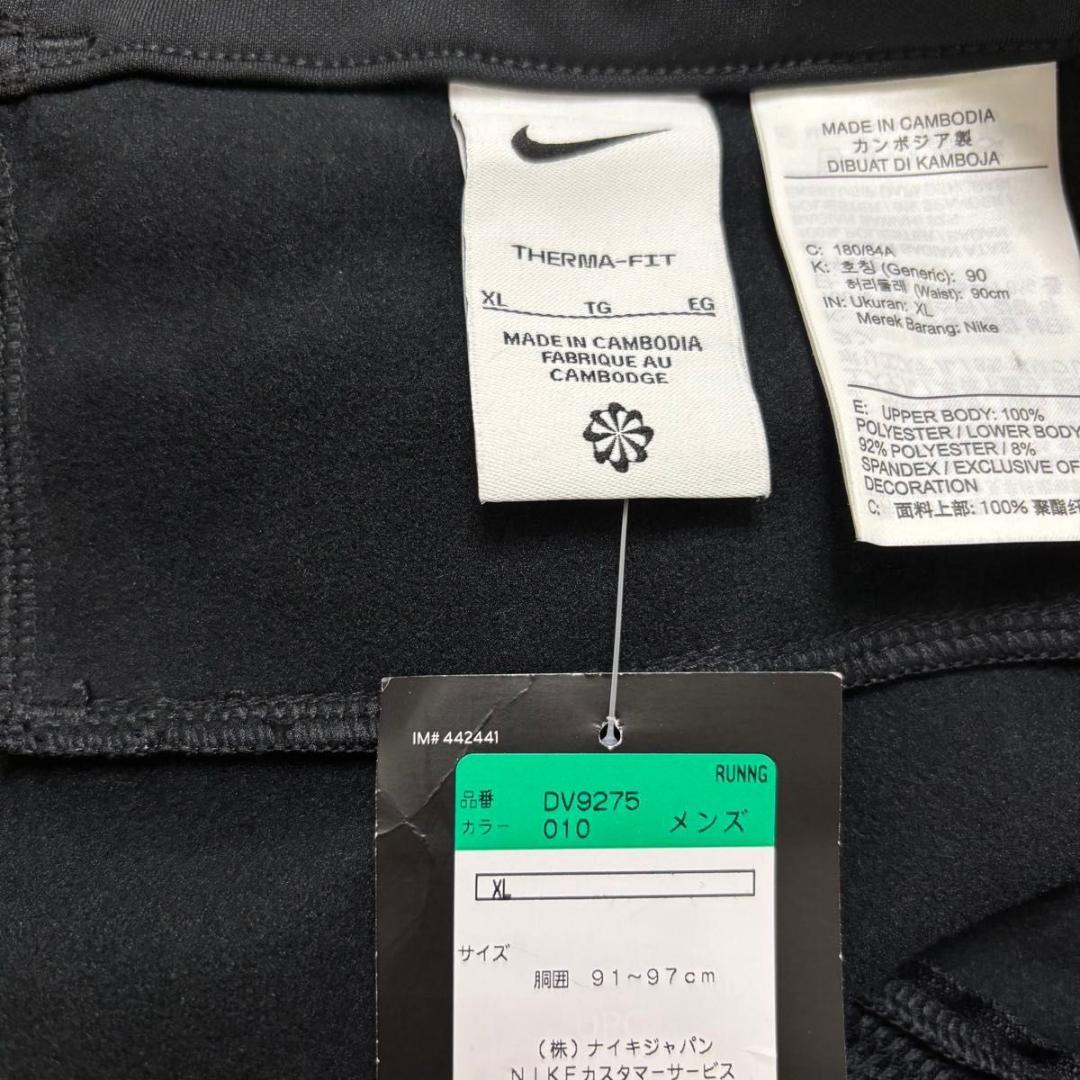 THERMA-FIT
XL TG EG
MADE IN CAMBODIA
FABRIQUE AU
CAMBODGE
MADE IN CAMBODIA
カンボジア製
DIBUAT DI KAMBOJA
C: 180/84A
K: 호칭 (Generic): 90
허리둘레 (Waist): 90cm
IN: Ukuran: XL
Merek Barang: Nike
E: UPPER BODY: 100%
POLYESTER / LOWER BODY
92% POLYESTER / 8%
SPANDEX / EXCLUSIVE OF
DECORATION
C: 面料上部: 100% 聚酯纤
IM# 442441
RUNNG
品番 DV9275
カラー 010 メンズ
XL
サイズ
胴囲 91～97cm
(株)ナイキジャパン
NIKEカスタマーサービス